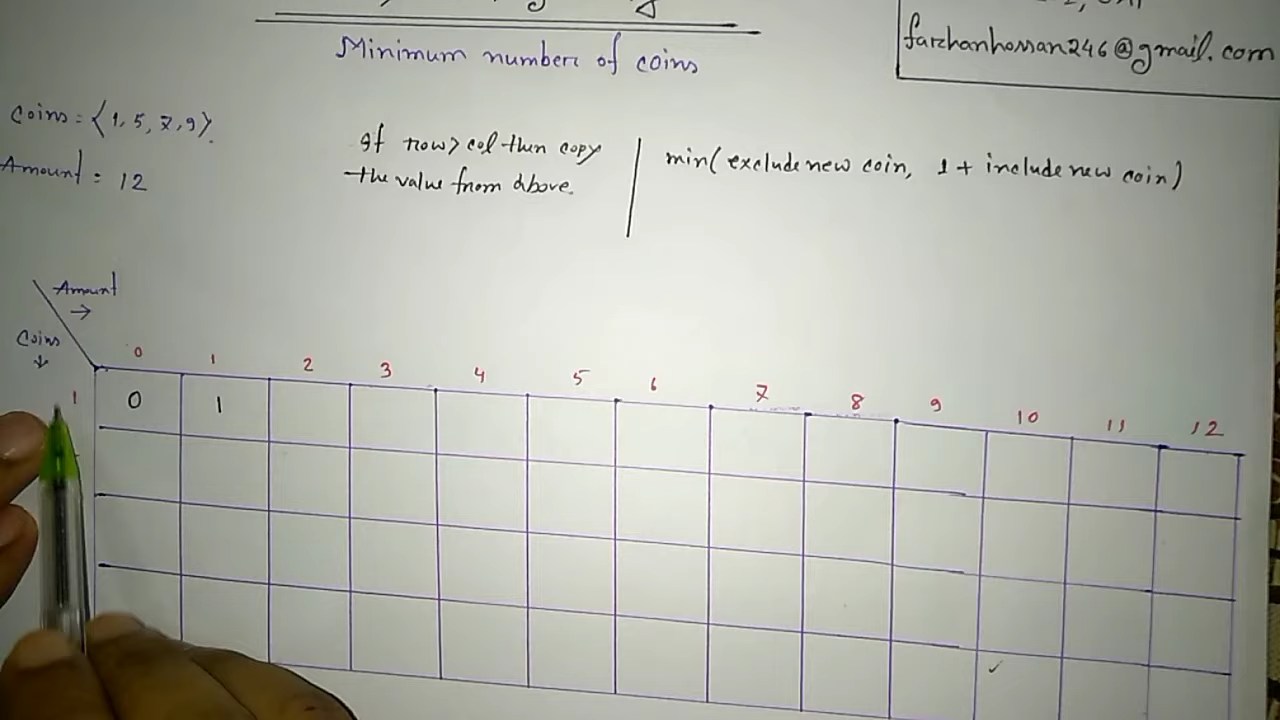 Minimum number of coins
farzhanhossan246@gmail.com
Coins = {1, 5, 7, 9}.
Amount = 12
If row > col then copy
the value from above.
min( exclude new coin, 1 + include new coin )
Amount →
Coins ↓
0 1 2 3 4 5 6 7 8 9 10 11 12
1 0 1